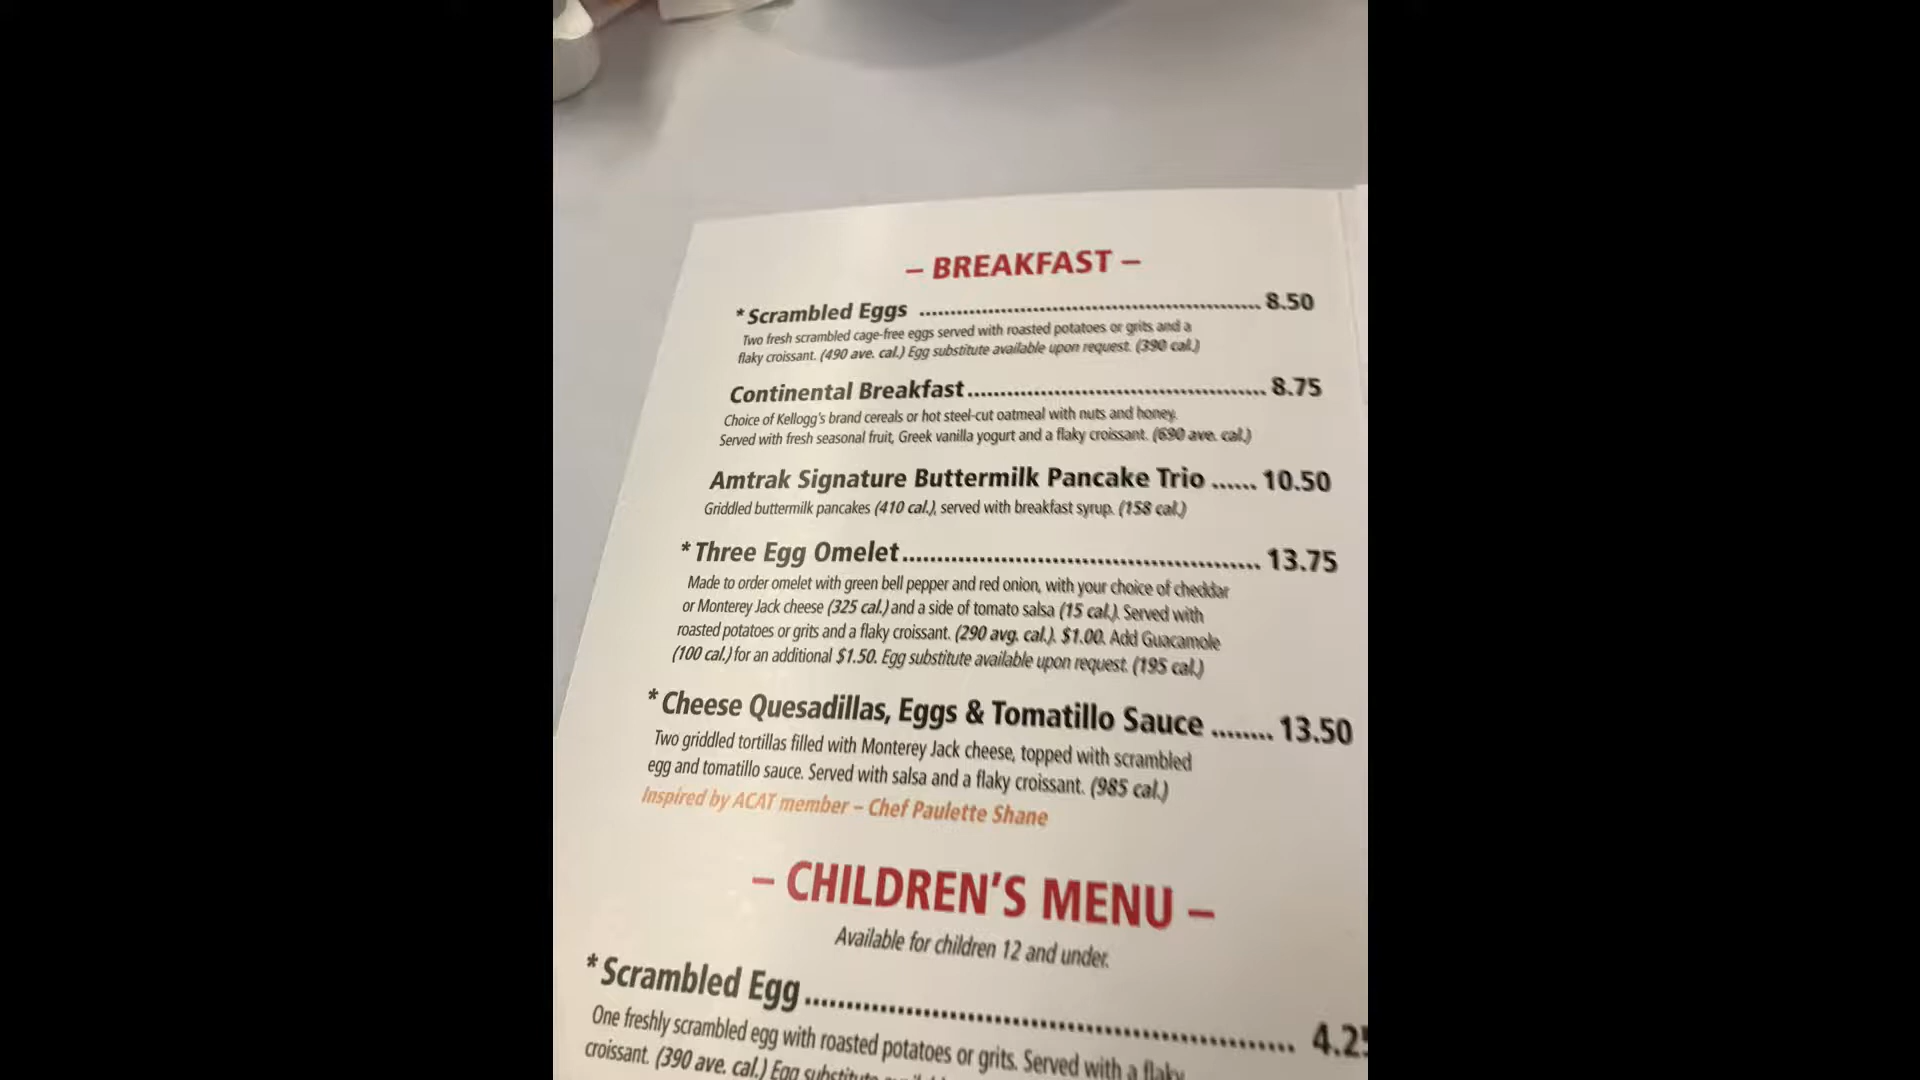 – BREAKFAST –
*Scrambled Eggs ........................................................ 8.50
Two fresh scrambled cage-free eggs served with roasted potatoes or grits and a
flaky croissant. (490 ave. cal.) Egg substitute available upon request. (390 cal.)
Continental Breakfast ................................................ 8.75
Choice of Kellogg's brand cereals or hot steel-cut oatmeal with nuts and honey.
Served with fresh seasonal fruit, Greek vanilla yogurt and a flaky croissant. (690 ave. cal.)
Amtrak Signature Buttermilk Pancake Trio ...... 10.50
Griddled buttermilk pancakes (410 cal.), served with breakfast syrup. (158 cal.)
*Three Egg Omelet .................................................... 13.75
Made to order omelet with green bell pepper and red onion, with your choice of cheddar
or Monterey Jack cheese (325 cal.) and a side of tomato salsa (15 cal.). Served with
roasted potatoes or grits and a flaky croissant. (290 avg. cal.). $1.00. Add Guacamole
(100 cal.) for an additional $1.50. Egg substitute available upon request. (195 cal.)
*Cheese Quesadillas, Eggs & Tomatillo Sauce ........ 13.50
Two griddled tortillas filled with Monterey Jack cheese, topped with scrambled
egg and tomatillo sauce. Served with salsa and a flaky croissant. (985 cal.)
Inspired by ACAT member – Chef Paulette Shane
– CHILDREN'S MENU –
Available for children 12 and under.
*Scrambled Egg ........................................................ 4.25
One freshly scrambled egg with roasted potatoes or grits. Served with a flaky
croissant. (390 ave. cal.) Egg substitute